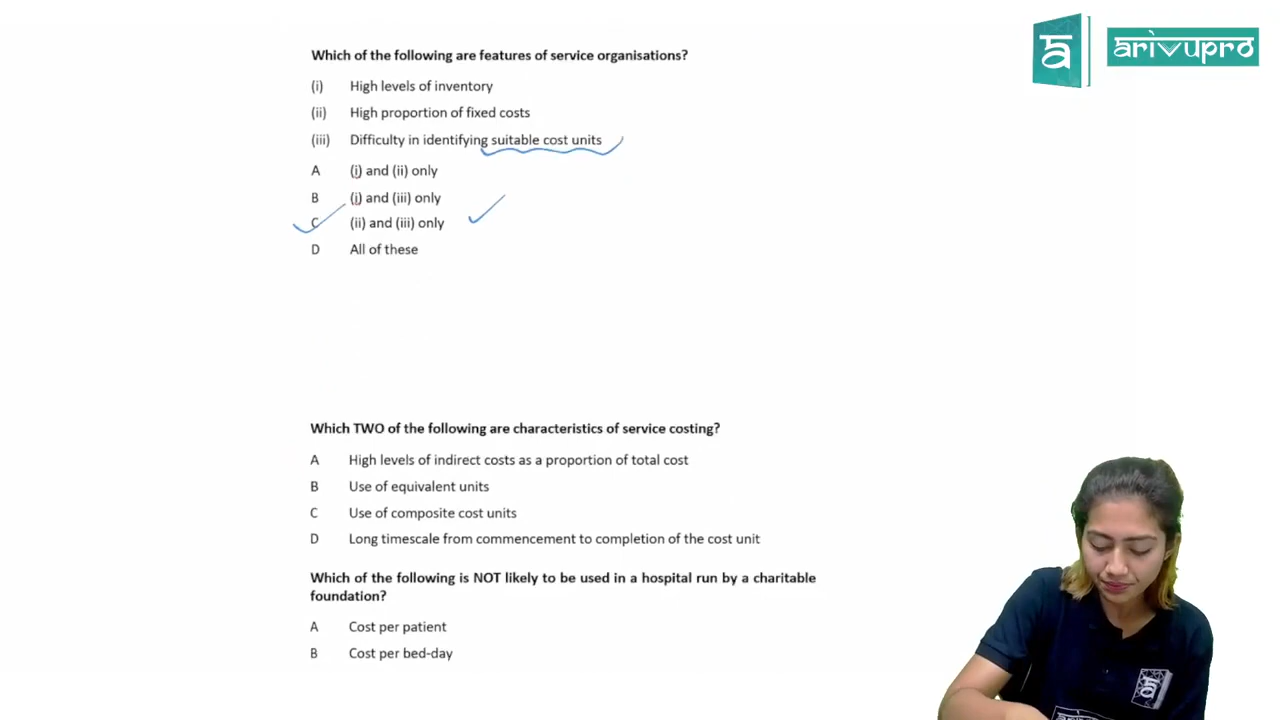 Which of the following are features of service organisations?
(i) High levels of inventory
(ii) High proportion of fixed costs
(iii) Difficulty in identifying suitable cost units
A (i) and (ii) only
B (i) and (iii) only
C (ii) and (iii) only
D All of these
arivupro
Which TWO of the following are characteristics of service costing?
A High levels of indirect costs as a proportion of total cost
B Use of equivalent units
C Use of composite cost units
D Long timescale from commencement to completion of the cost unit
Which of the following is NOT likely to be used in a hospital run by a charitable
foundation?
A Cost per patient
B Cost per bed-day